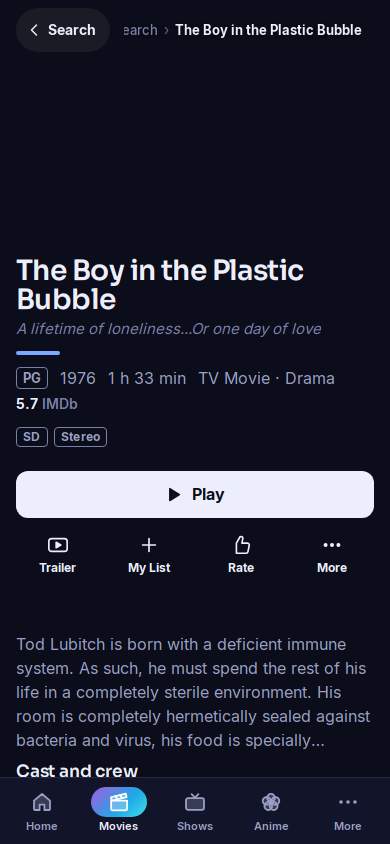 Search
earch › The Boy in the Plastic Bubble
The Boy in the Plastic
Bubble
A lifetime of loneliness...Or one day of love
PG 1976 1 h 33 min TV Movie · Drama
5.7 IMDb
SD Stereo
Play
Trailer My List Rate More
Tod Lubitch is born with a deficient immune
system. As such, he must spend the rest of his
life in a completely sterile environment. His
room is completely hermetically sealed against
bacteria and virus, his food is specially...
Cast and crew
Home Movies Shows Anime More